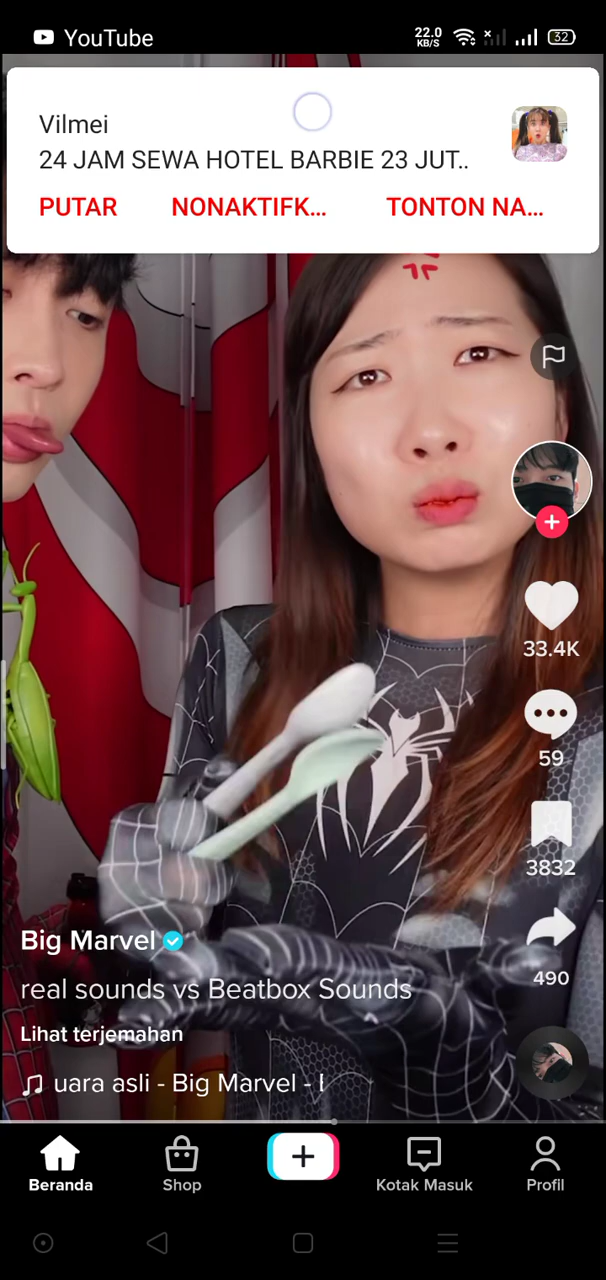 YouTube
22.0
KB/S
32
Vilmei
24 JAM SEWA HOTEL BARBIE 23 JUT..
PUTAR NONAKTIFK... TONTON NA...
33.4K
59
3832
490
Big Marvel
real sounds vs Beatbox Sounds
Lihat terjemahan
uara asli - Big Marvel -
Beranda Shop Kotak Masuk Profil